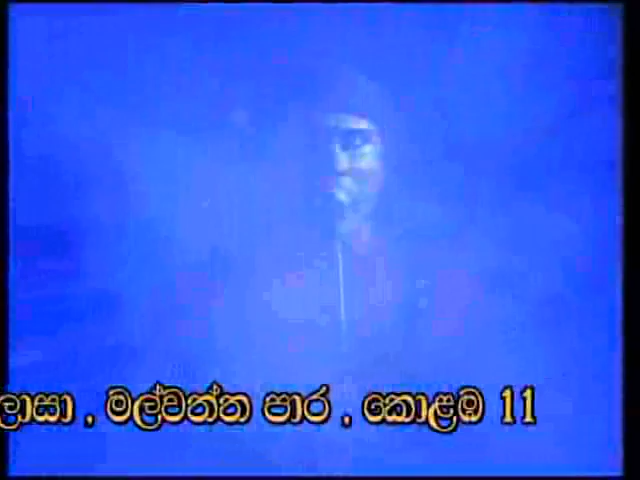 ලාසා , මල්වත්ත පාර , කොළඹ 11